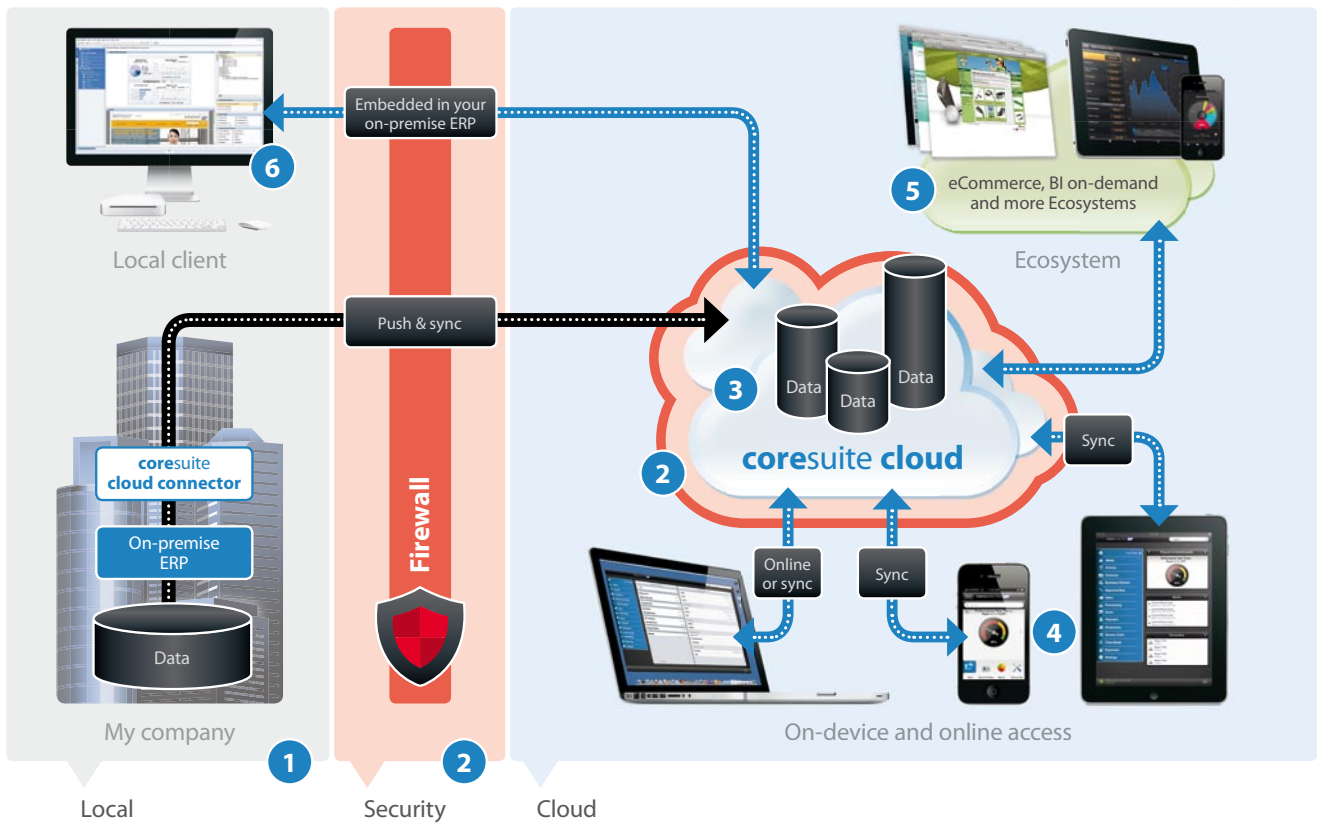 Embedded in your
on-premise ERP
6
Local client
5
eCommerce, BI on-demand
and more Ecosystems
Ecosystem
Push & sync
Data
Data
Data
3
coresuite cloud
2
Sync
coresuite
cloud connector
On-premise
ERP
Data
Firewall
Online
or sync
Sync
4
My company
1
2
On-device and online access
Local
Security
Cloud